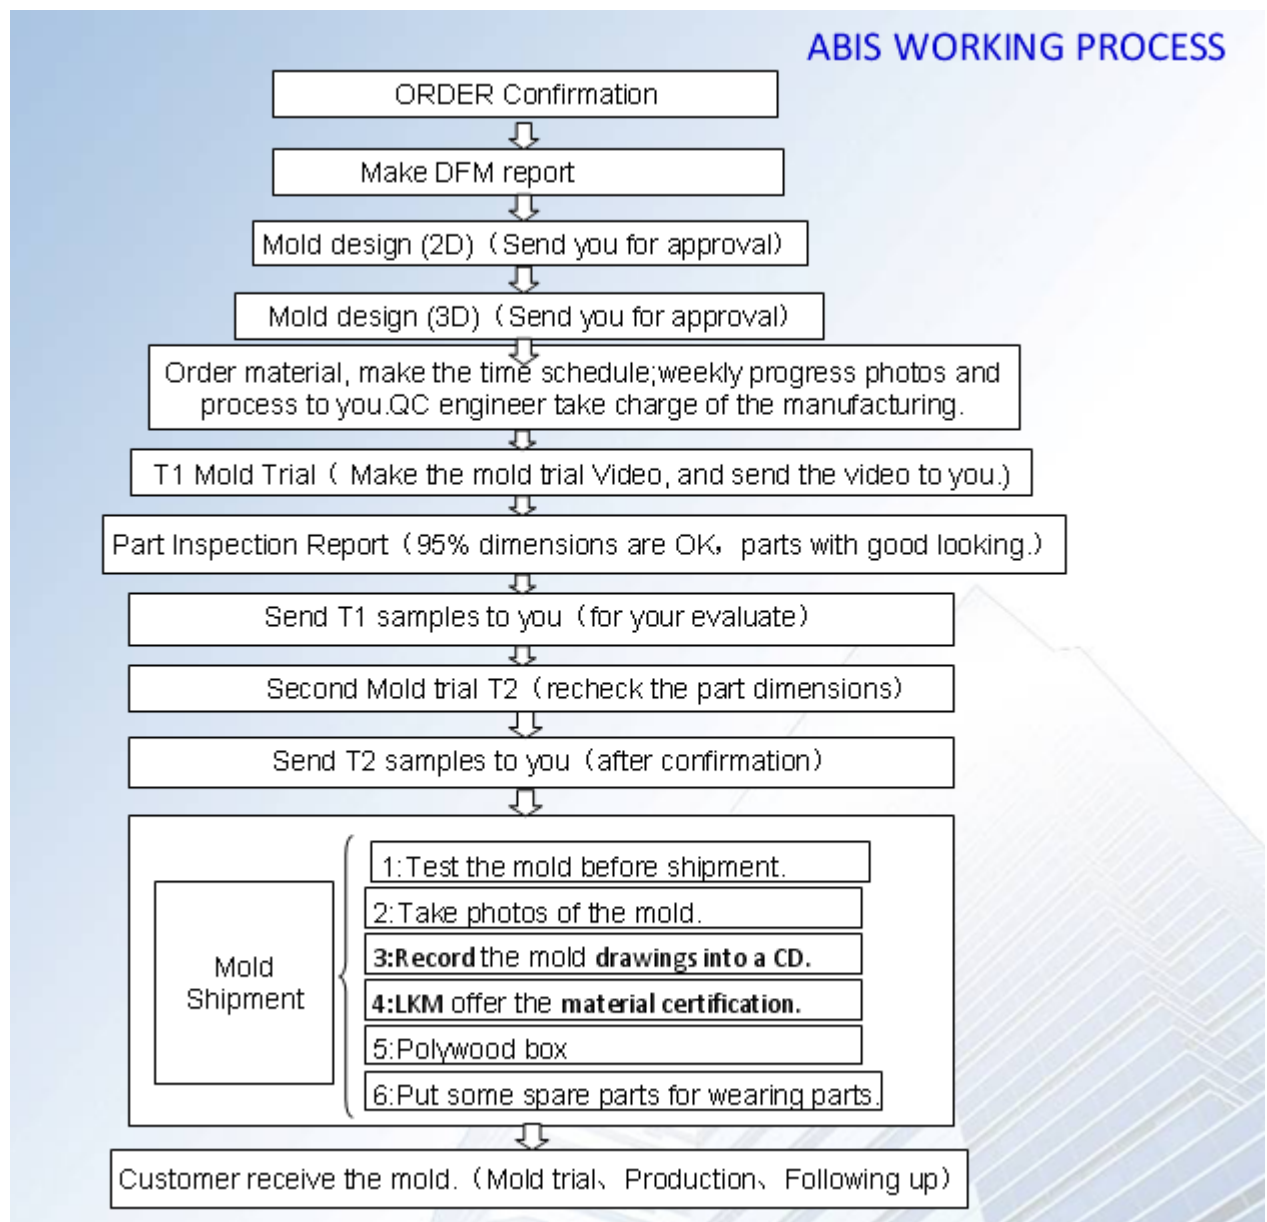 ABIS WORKING PROCESS
ORDER Confirmation
Make DFM report
Mold design (2D)（Send you for approval）
Mold design (3D)（Send you for approval）
Order material, make the time schedule;weekly progress photos and
process to you.QC engineer take charge of the manufacturing.
T1 Mold Trial（ Make the mold trial Video, and send the video to you.)
Part Inspection Report（95% dimensions are OK，parts with good looking.）
Send T1 samples to you（for your evaluate）
Second Mold trial T2（recheck the part dimensions）
Send T2 samples to you（after confirmation）
Mold
Shipment
1:Test the mold before shipment.
2:Take photos of the mold.
3:Record the mold drawings into a CD.
4:LKM offer the material certification.
5:Polywood box
6:Put some spare parts for wearing parts.
Customer receive the mold.（Mold trial、Production、Following up）